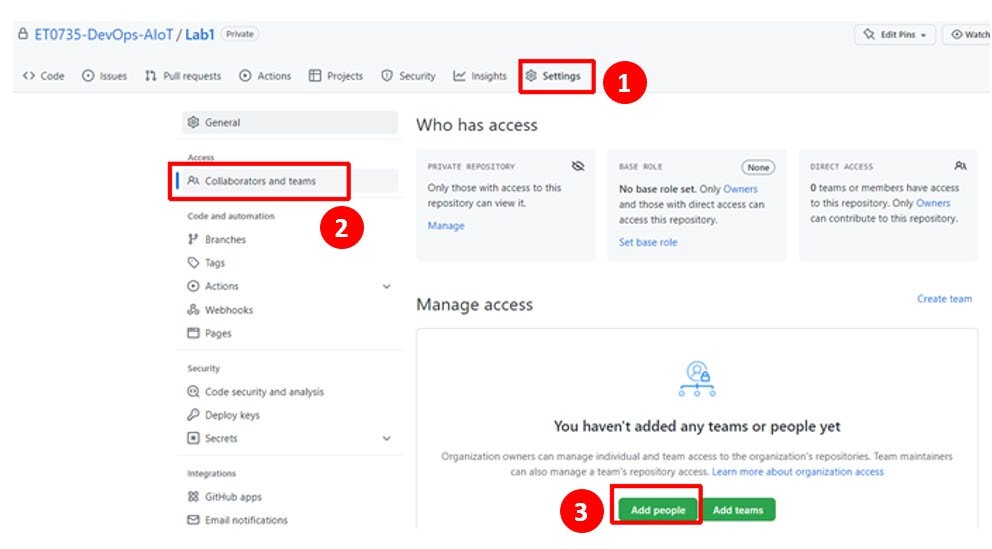 ET0735-DevOps-AIoT / Lab1 Private
Edit Pins
Watch
Code
Issues
Pull requests
Actions
Projects
Security
Insights
Settings
1
General
Access
Collaborators and teams
2
Code and automation
Branches
Tags
Actions
Webhooks
Pages
Security
Code security and analysis
Deploy keys
Secrets
Integrations
GitHub apps
Email notifications
Who has access
PRIVATE REPOSITORY
Only those with access to this
repository can view it.
Manage
BASE ROLE
None
No base role set. Only Owners
and those with direct access can
access this repository.
Set base role
DIRECT ACCESS
0 teams or members have access
to this repository. Only Owners
can contribute to this repository.
Manage access
Create team
You haven't added any teams or people yet
Organization owners can manage individual and team access to the organization's repositories. Team maintainers
can also manage a team's repository access. Learn more about organization access
3
Add people
Add teams